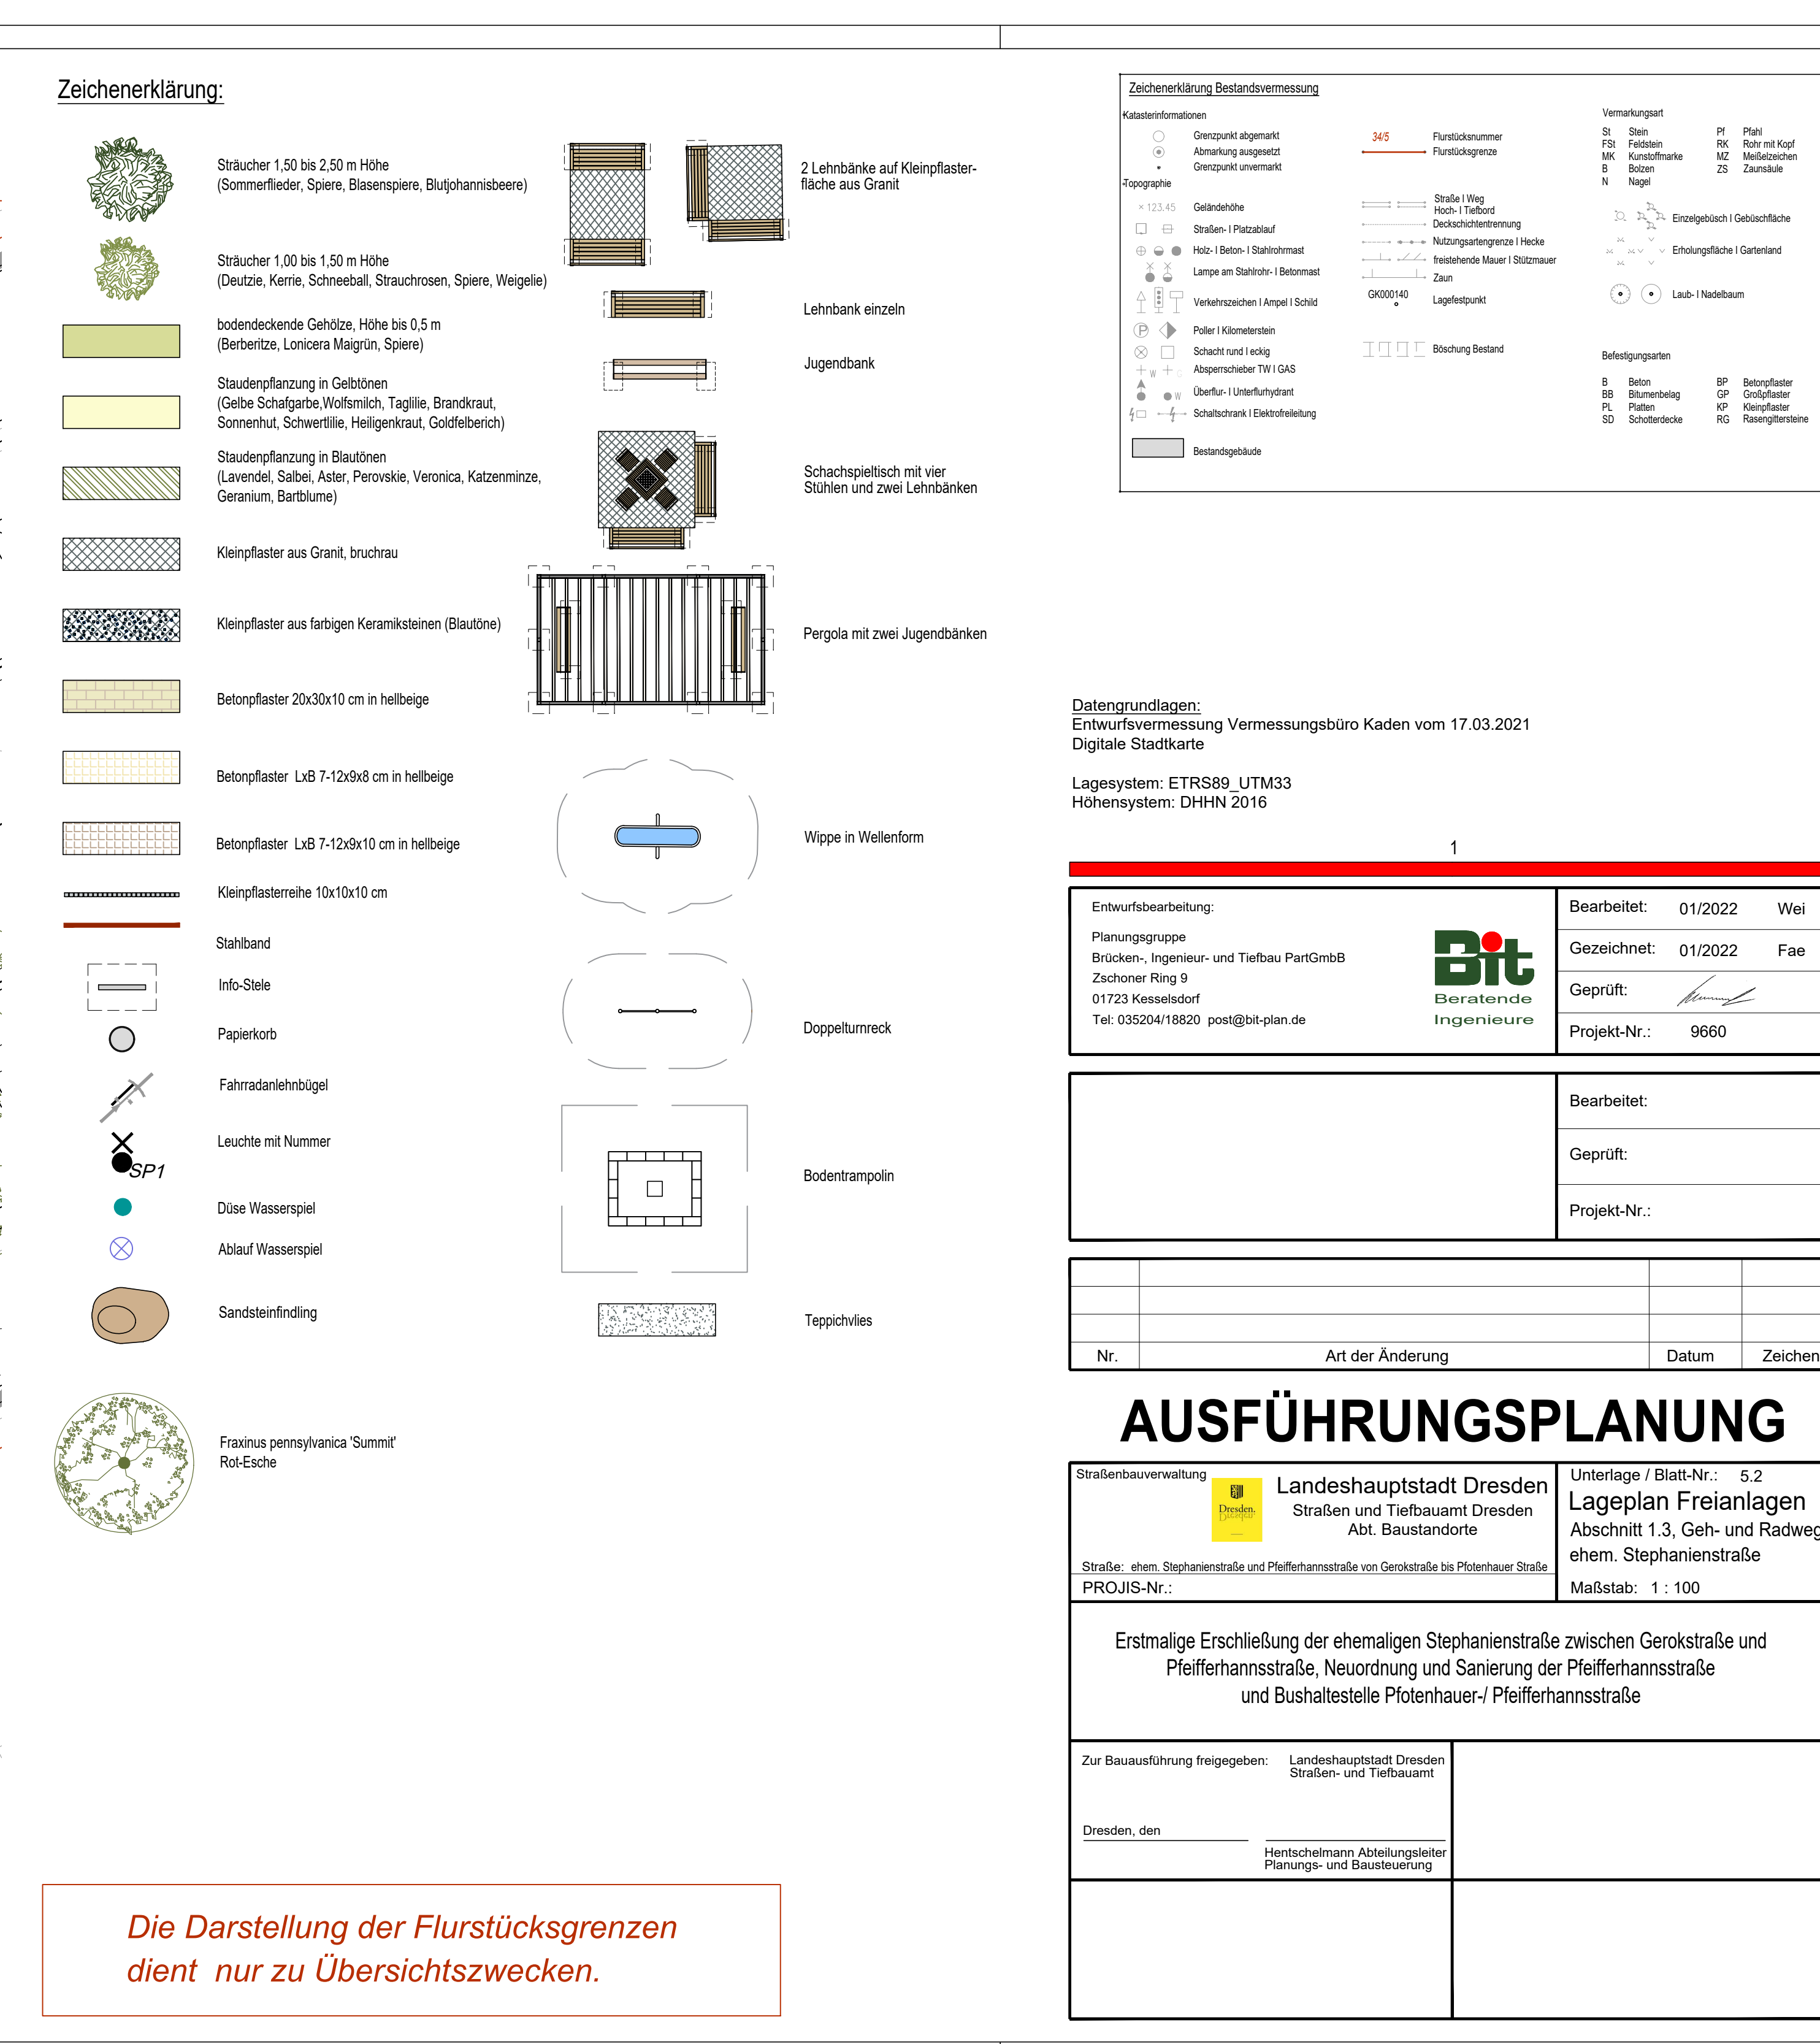 Zeichenerklärung:
Sträucher 1,50 bis 2,50 m Höhe
(Sommerflieder, Spiere, Blasenspiere, Blutjohannisbeere)
Sträucher 1,00 bis 1,50 m Höhe
(Deutzie, Kerrie, Schneeball, Strauchrosen, Spiere, Weigelie)
bodendeckende Gehölze, Höhe bis 0,5 m
(Berberitze, Lonicera Maigrün, Spiere)
Staudenpflanzung in Gelbtönen
(Gelbe Schafgarbe,Wolfsmilch, Taglilie, Brandkraut,
Sonnenhut, Schwertlilie, Heiligenkraut, Goldfelberich)
Staudenpflanzung in Blautönen
(Lavendel, Salbei, Aster, Perovskie, Veronica, Katzenminze,
Geranium, Bartblume)
Kleinpflaster aus Granit, bruchrau
Kleinpflaster aus farbigen Keramiksteinen (Blautöne)
Betonpflaster 20x30x10 cm in hellbeige
Betonpflaster LxB 7-12x9x8 cm in hellbeige
Betonpflaster LxB 7-12x9x10 cm in hellbeige
Kleinpflasterreihe 10x10x10 cm
Stahlband
Info-Stele
Papierkorb
Fahrradanlehnbügel
Leuchte mit Nummer
SP1
Düse Wasserspiel
Ablauf Wasserspiel
Sandsteinfindling
Fraxinus pennsylvanica 'Summit'
Rot-Esche
2 Lehnbänke auf Kleinpflaster-
fläche aus Granit
Lehnbank einzeln
Jugendbank
Schachspieltisch mit vier
Stühlen und zwei Lehnbänken
Pergola mit zwei Jugendbänken
Wippe in Wellenform
Doppelturnreck
Bodentrampolin
Teppichvlies
Die Darstellung der Flurstücksgrenzen
dient nur zu Übersichtszwecken.
Zeichenerklärung Bestandsvermessung
Katasterinformationen
Grenzpunkt abgemarkt
Abmarkung ausgesetzt
Grenzpunkt unvermarkt
Topographie
× 123.45 Geländehöhe
Straßen- I Platzablauf
Holz- I Beton- I Stahlrohrmast
Lampe am Stahlrohr- I Betonmast
Verkehrszeichen I Ampel I Schild
P Poller I Kilometerstein
Schacht rund I eckig
W G Absperrschieber TW I GAS
W Überflur- I Unterflurhydrant
Schaltschrank I Elektrofreileitung
Bestandsgebäude
34/5 Flurstücksnummer
Flurstücksgrenze
Straße I Weg
Hoch- I Tiefbord
Deckschichtentrennung
Nutzungsartengrenze I Hecke
freistehende Mauer I Stützmauer
Zaun
GK000140 Lagefestpunkt
Böschung Bestand
Vermarkungsart
St Stein Pf Pfahl
FSt Feldstein RK Rohr mit Kopf
MK Kunstoffmarke MZ Meißelzeichen
B Bolzen ZS Zaunsäule
N Nagel
Einzelgebüsch I Gebüschfläche
Erholungsfläche I Gartenland
Laub- I Nadelbaum
Befestigungsarten
B Beton BP Betonpflaster
BB Bitumenbelag GP Großpflaster
PL Platten KP Kleinpflaster
SD Schotterdecke RG Rasengittersteine
Datengrundlagen:
Entwurfsvermessung Vermessungsbüro Kaden vom 17.03.2021
Digitale Stadtkarte
Lagesystem: ETRS89_UTM33
Höhensystem: DHHN 2016
1
Entwurfsbearbeitung:
Planungsgruppe
Brücken-, Ingenieur- und Tiefbau PartGmbB
Zschoner Ring 9
01723 Kesselsdorf
Tel: 035204/18820 post@bit-plan.de
Bit
Beratende
Ingenieure
Bearbeitet: 01/2022 Wei
Gezeichnet: 01/2022 Fae
Geprüft:
Projekt-Nr.: 9660
Bearbeitet:
Geprüft:
Projekt-Nr.:
Nr. Art der Änderung Datum Zeichen
AUSFÜHRUNGSPLANUNG
Straßenbauverwaltung
Dresden.
Landeshauptstadt Dresden
Straßen und Tiefbauamt Dresden
Abt. Baustandorte
Straße: ehem. Stephanienstraße und Pfeifferhannsstraße von Gerokstraße bis Pfotenhauer Straße
PROJIS-Nr.:
Unterlage / Blatt-Nr.: 5.2
Lageplan Freianlagen
Abschnitt 1.3, Geh- und Radweg
ehem. Stephanienstraße
Maßstab: 1 : 100
Erstmalige Erschließung der ehemaligen Stephanienstraße zwischen Gerokstraße und
Pfeifferhannsstraße, Neuordnung und Sanierung der Pfeifferhannsstraße
und Bushaltestelle Pfotenhauer-/ Pfeifferhannsstraße
Zur Bauausführung freigegeben: Landeshauptstadt Dresden
Straßen- und Tiefbauamt
Dresden, den
Hentschelmann Abteilungsleiter
Planungs- und Bausteuerung